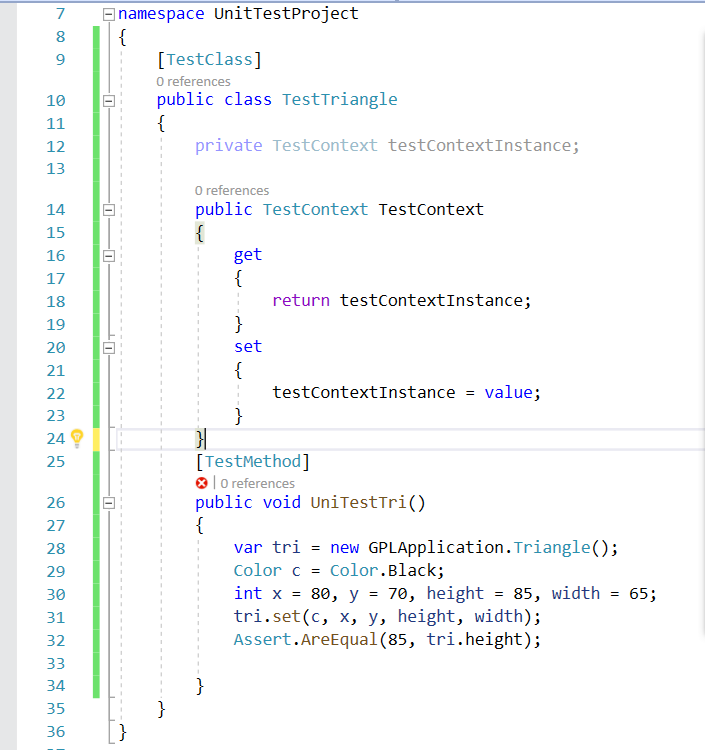 7 namespace UnitTestProject
8 {
9 [TestClass]
0 references
10 public class TestTriangle
11 {
12 private TestContext testContextInstance;
13
0 references
14 public TestContext TestContext
15 {
16 get
17 {
18 return testContextInstance;
19 }
20 set
21 {
22 testContextInstance = value;
23 }
24 }
25 [TestMethod]
| 0 references
26 public void UniTestTri()
27 {
28 var tri = new GPLApplication.Triangle();
29 Color c = Color.Black;
30 int x = 80, y = 70, height = 85, width = 65;
31 tri.set(c, x, y, height, width);
32 Assert.AreEqual(85, tri.height);
33
34 }
35 }
36 }